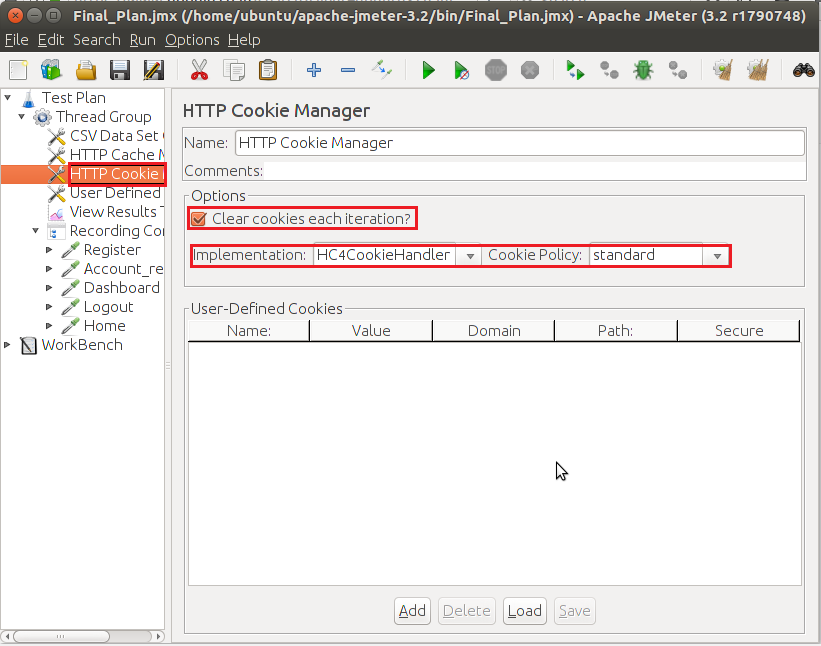 Final_Plan.jmx (/home/ubuntu/apache-jmeter-3.2/bin/Final_Plan.jmx) - Apache JMeter (3.2 r1790748)
File Edit Search Run Options Help
STOP
Test Plan
Thread Group
CSV Data Set
HTTP Cache
HTTP Cookie
User Defined
View Results
Recording Co
Register
Account_re
Dashboard
Logout
Home
WorkBench
HTTP Cookie Manager
Name: HTTP Cookie Manager
Comments:
Options
Clear cookies each iteration?
Implementation: HC4CookieHandler Cookie Policy: standard
User-Defined Cookies
Name: Value Domain Path: Secure
Add Delete Load Save